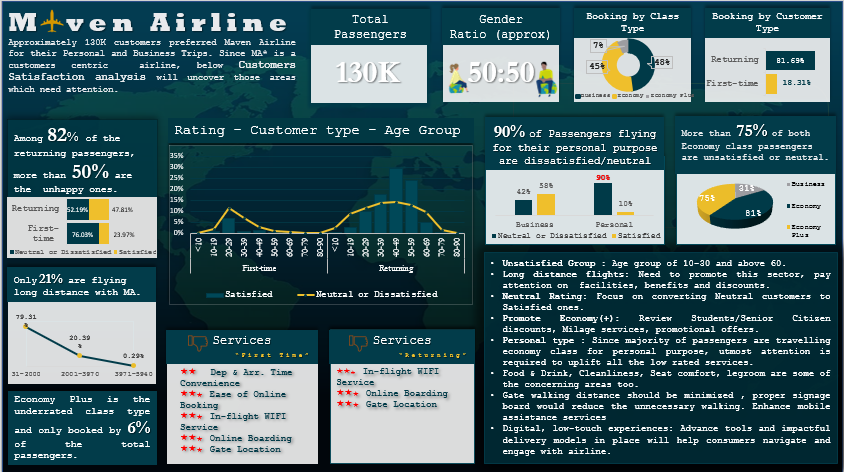 Maven Airline
Approximately 130K customers preferred Maven Airline
for their Personal and Business Trips. Since MA® is a
customers centric airline, below Customers
Satisfaction analysis will uncover those areas
which need attention.
Total
Passengers
130K
Gender
Ratio (approx)
50:50
Booking by Class
Type
7%
45%
48%
Business
Economy
Economy Plus
Booking by Customer
Type
Returning
81.69%
First-time
18.31%
Among 82% of the
returning passengers,
more than 50% are
the unhappy ones.
Returning
52.19%
47.81%
First-
time
76.03%
23.97%
Neutral or Dissatisfied
Satisfied
Only 21% are flying
long distance with MA.
79.31
%
20.39
%
0.29%
31-2000
2001-3970
3971-5940
Economy Plus is the
underrated class type
and only booked by 6%
of the total
passengers.
Rating - Customer type - Age Group
35%
30%
25%
20%
15%
10%
5%
0%
<10
10-19
20-29
30-39
40-49
50-59
60-69
70-79
80-90
<10
10-19
20-29
30-39
40-49
50-59
60-69
70-79
80-90
First-time
Returning
Satisfied
Neutral or Dissatisfied
Services
"First Time"
Dep & Arr. Time
Convenience
Ease of Online
Booking
In-flight WIFI
Service
Online Boarding
Gate Location
Services
"Returning"
In-flight WIFI
Service
Online Boarding
Gate Location
90% of Passengers flying
for their personal purpose
are dissatisfied/neutral
42%
58%
90%
10%
Business
Personal
Neutral or Dissatisfied
Satisfied
More than 75% of both
Economy class passengers
are unsatisfied or neutral.
75%
31%
81%
Business
Economy
Economy
Plus
• Unsatisfied Group : Age group of 10-30 and above 60.
• Long distance flights: Need to promote this sector, pay
attention on facilities, benefits and discounts.
• Neutral Rating: Focus on converting Neutral customers to
Satisfied ones.
• Promote Economy(+): Review Students/Senior Citizen
discounts, Milage services, promotional offers.
• Personal type : Since majority of passengers are travelling
economy class for personal purpose, utmost attention is
required to uplift all the low rated services.
• Food & Drink, Cleanliness, Seat comfort, legroom are some of
the concerning areas too.
• Gate walking distance should be minimized , proper signage
board would reduce the unnecessary walking. Enhance mobile
assistance services
• Digital, low-touch experiences: Advance tools and impactful
delivery models in place will help consumers navigate and
engage with airline.